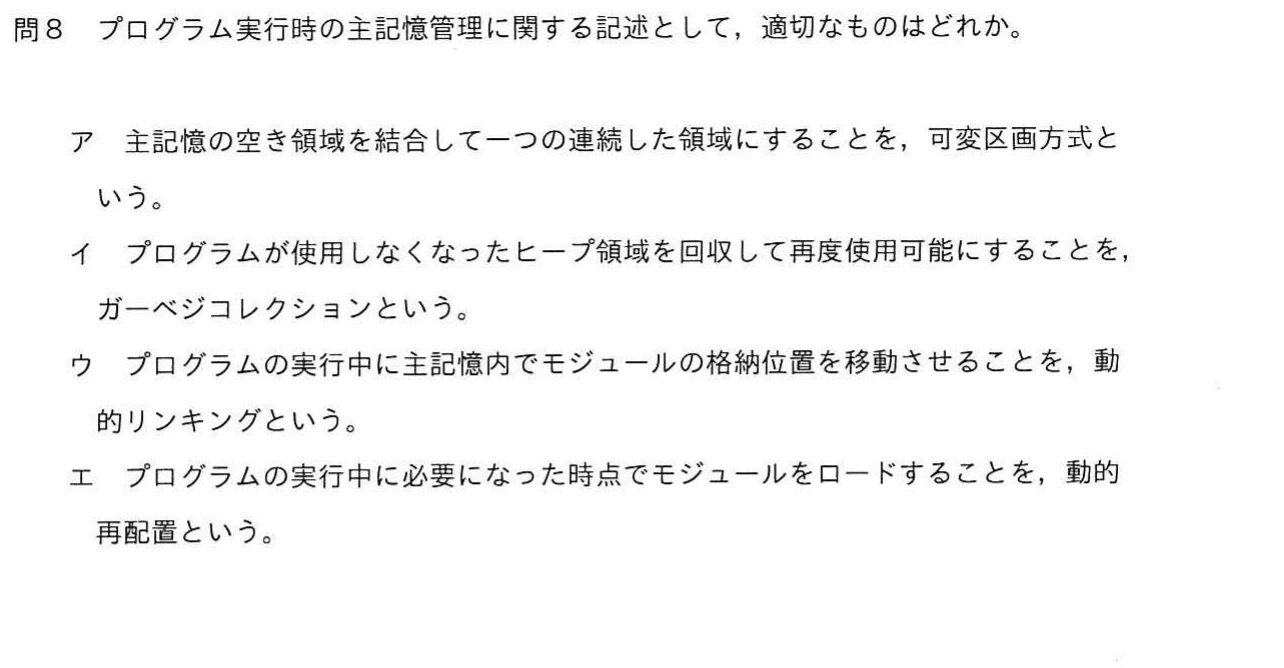 問８　プログラム実行時の主記憶管理に関する記述として，適切なものはどれか。
ア　主記憶の空き領域を結合して一つの連続した領域にすることを，可変区画方式と
いう。
イ　プログラムが使用しなくなったヒープ領域を回収して再度使用可能にすることを，
ガーベジコレクションという。
ウ　プログラムの実行中に主記憶内でモジュールの格納位置を移動させることを，動
的リンキングという。
エ　プログラムの実行中に必要になった時点でモジュールをロードすることを，動的
再配置という。